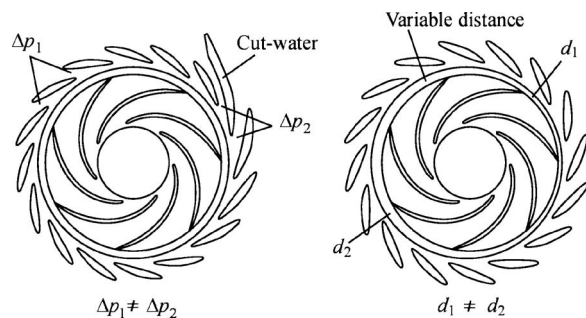 Δp₁
Cut-water
Δp₂
Δp₁ ≠ Δp₂
Variable distance
d₁
d₂
d₁ ≠ d₂